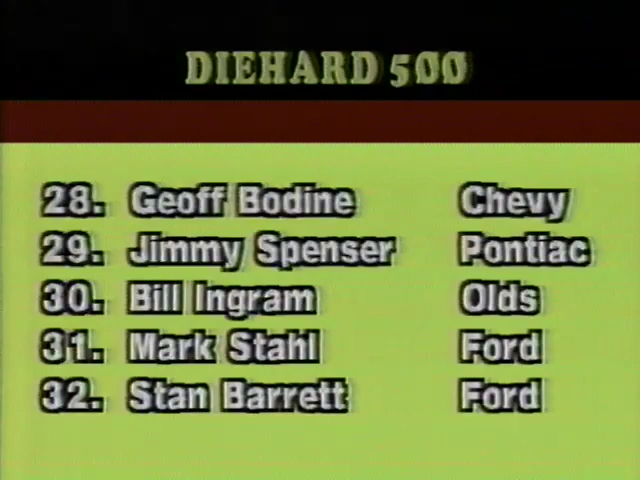 DIEHARD 500
28. Geoff Bodine Chevy
29. Jimmy Spenser Pontiac
30. Bill Ingram Olds
31. Mark Stahl Ford
32. Stan Barrett Ford